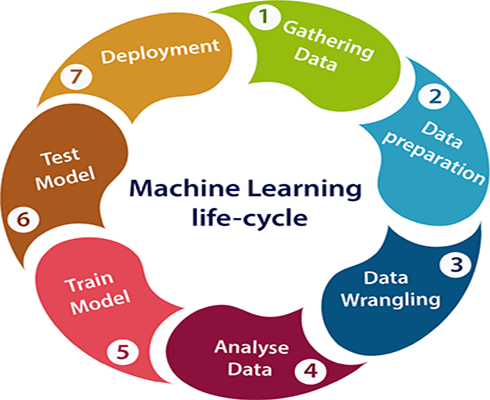 Machine Learning
life-cycle
1
Gathering
Data
2
Data
preparation
3
Data
Wrangling
4
Analyse
Data
5
Train
Model
6
Test
Model
7
Deployment